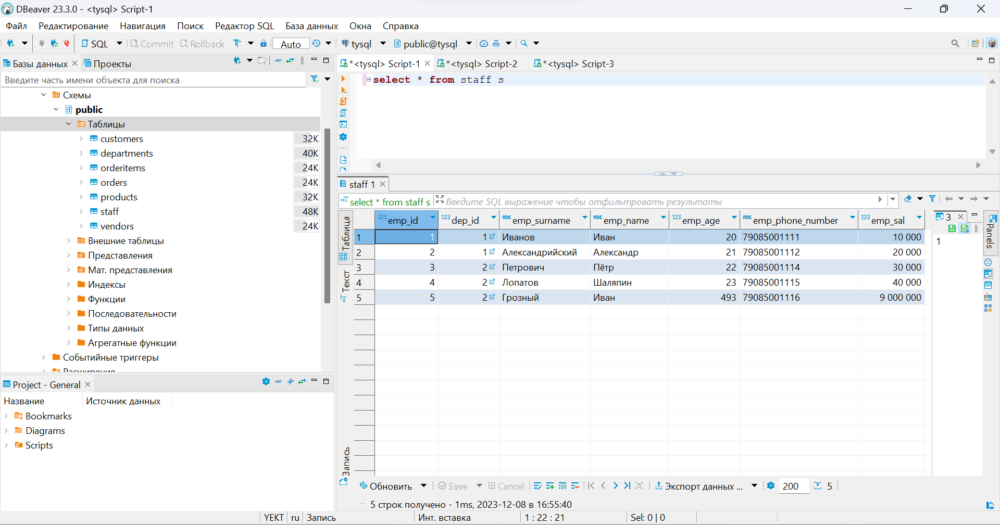 DBeaver 23.3.0 - <tysql> Script-1
Файл Редактирование Навигация Поиск Редактор SQL База данных Окна Справка
SQL Commit Rollback Auto tysql public@tysql
Базы данных Проекты
Введите часть имени объекта для поиска
Схемы
public
Таблицы
customers 32K
departments 40K
orderitems 24K
orders 24K
products 32K
staff 48K
vendors 24K
Внешние таблицы
Представления
Мат. представления
Индексы
Функции
Последовательности
Типы данных
Агрегатные функции
Событийные триггеры
Расширения
Project - General
Название Источник данных
Bookmarks
Diagrams
Scripts
*<tysql> Script-1 *<tysql> Script-2 *<tysql> Script-3
select * from staff s
staff 1
select * from staff s Введите SQL выражение чтобы отфильтровать результаты
Таблица
Текст
Запись
123 emp_id 123 dep_id ABC emp_surname ABC emp_name 123 emp_age ABC emp_phone_number 123 emp_sal
1 1 1 Иванов Иван 20 79085001111 10 000
2 2 1 Александрийский Александр 21 79085001112 20 000
3 3 2 Петрович Пётр 22 79085001114 30 000
4 4 2 Лопатов Шаляпин 23 79085001115 40 000
5 5 2 Грозный Иван 493 79085001116 9 000 000
3
1
Panels
Обновить Save Cancel Экспорт данных ... 200 5
5 строк получено - 1ms, 2023-12-08 в 16:55:40
YEKT ru Запись Инт. вставка 1 : 22 : 21 Sel: 0 | 0